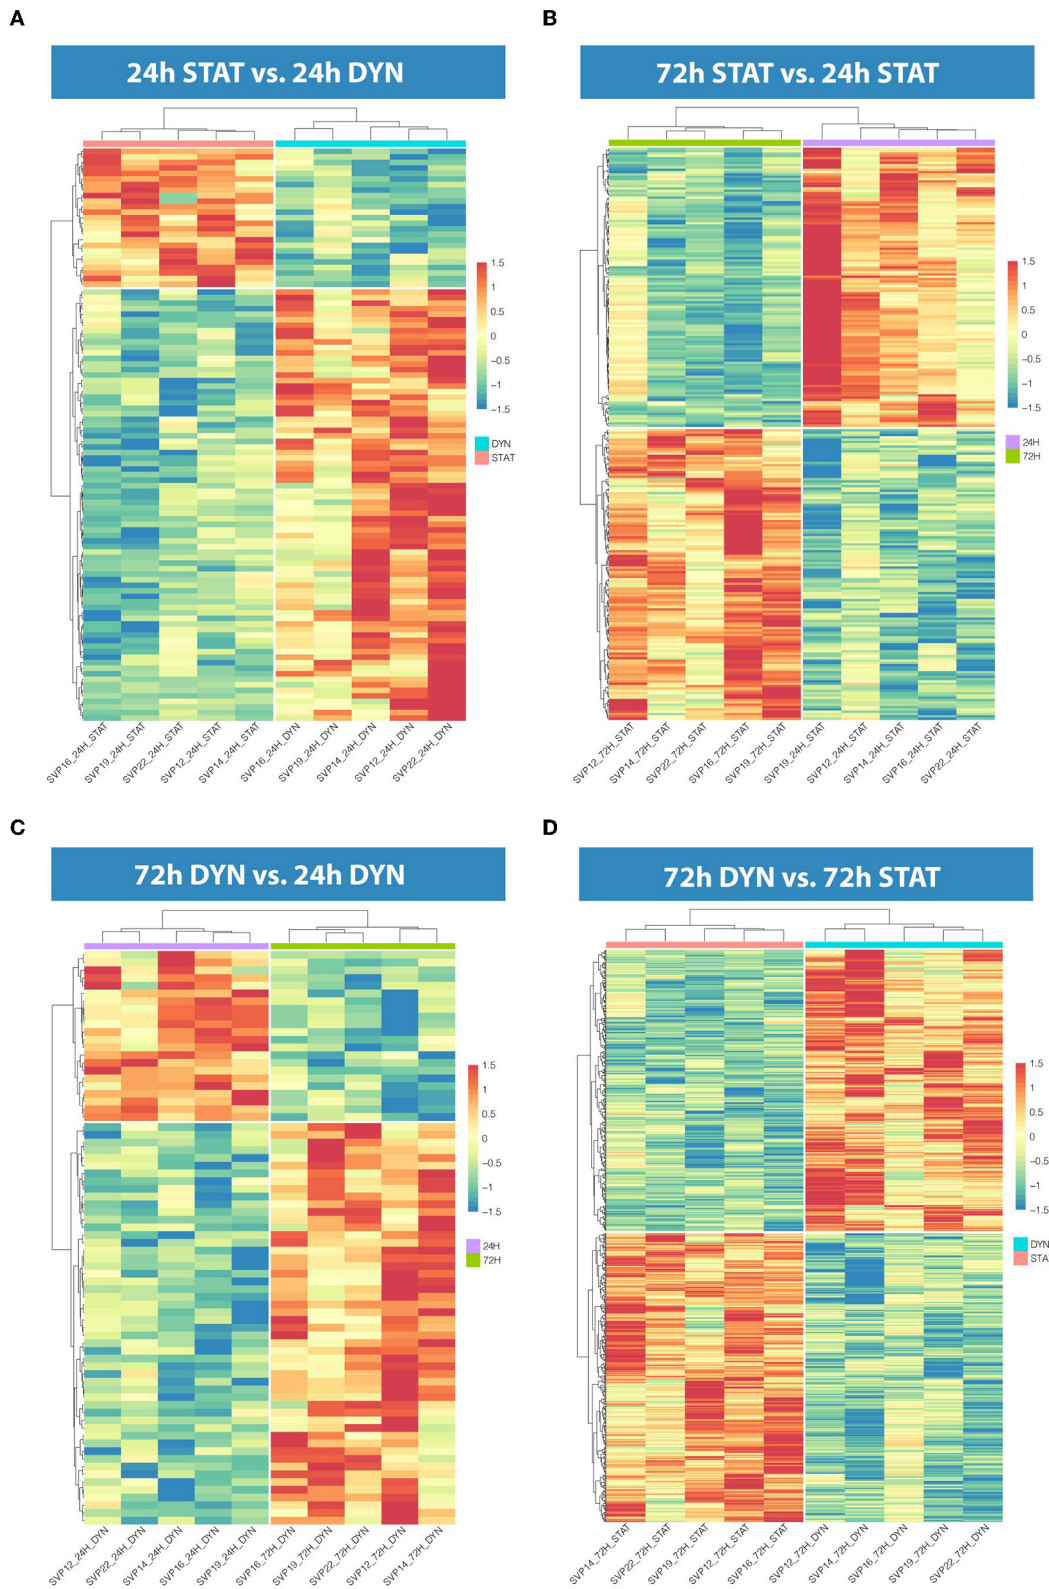 A
24h STAT vs. 24h DYN
1.5
1
0.5
0
−0.5
−1
−1.5
DYN
STAT
SVP16_24H_STAT
SVP19_24H_STAT
SVP22_24H_STAT
SVP12_24H_STAT
SVP14_24H_STAT
SVP16_24H_DYN
SVP19_24H_DYN
SVP14_24H_DYN
SVP12_24H_DYN
SVP22_24H_DYN
B
72h STAT vs. 24h STAT
1.5
1
0.5
0
−0.5
−1
−1.5
24H
72H
SVP12_72H_STAT
SVP14_72H_STAT
SVP22_72H_STAT
SVP16_72H_STAT
SVP19_72H_STAT
SVP19_24H_STAT
SVP12_24H_STAT
SVP14_24H_STAT
SVP16_24H_STAT
SVP22_24H_STAT
C
72h DYN vs. 24h DYN
1.5
1
0.5
0
−0.5
−1
−1.5
24H
72H
SVP12_24H_DYN
SVP22_24H_DYN
SVP14_24H_DYN
SVP16_24H_DYN
SVP19_24H_DYN
SVP16_72H_DYN
SVP19_72H_DYN
SVP22_72H_DYN
SVP12_72H_DYN
SVP14_72H_DYN
D
72h DYN vs. 72h STAT
1.5
1
0.5
0
−0.5
−1
−1.5
DYN
STA
SVP14_72H_STAT
SVP22_72H_STAT
SVP19_72H_STAT
SVP12_72H_STAT
SVP16_72H_STAT
SVP12_72H_DYN
SVP14_72H_DYN
SVP16_72H_DYN
SVP19_72H_DYN
SVP22_72H_DYN